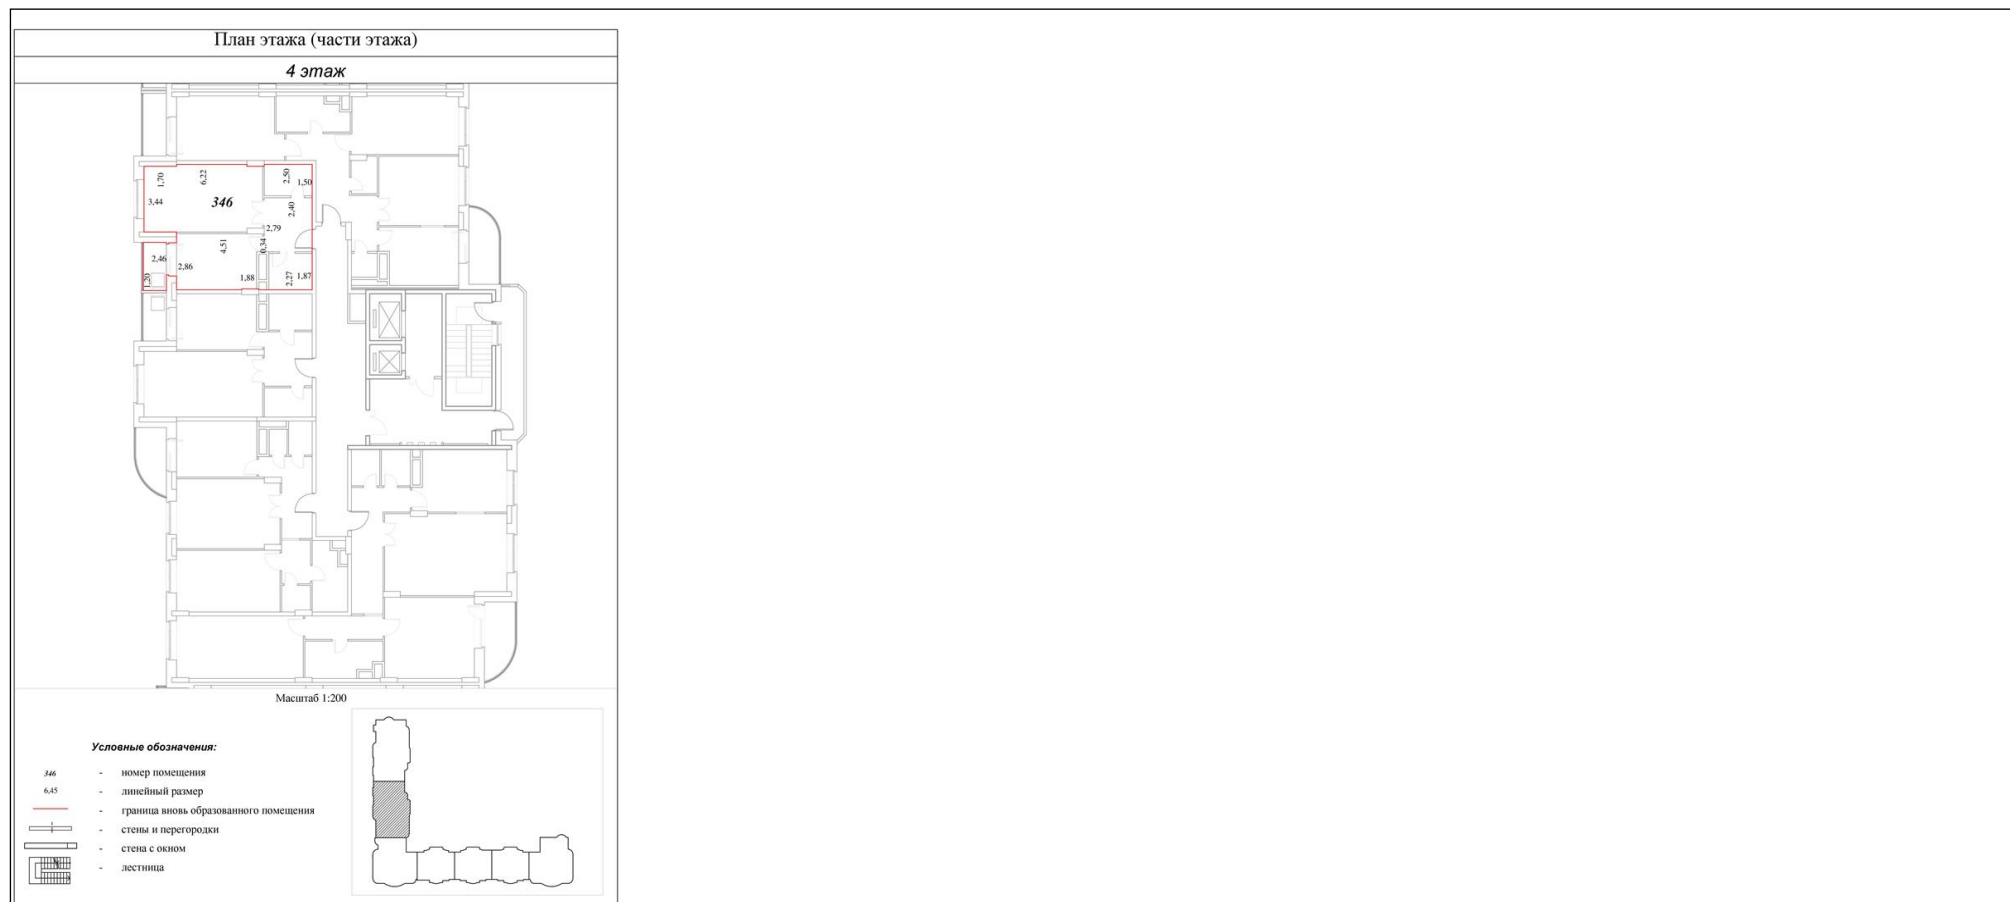 План этажа (части этажа)
4 этаж
1,70
6,22
2,50
1,50
3,44
346
2,40
2,79
4,51
0,34
2,46
2,86
1,20
1,88
2,27
1,87
Масштаб 1:200
Условные обозначения:
346 - номер помещения
6,45 - линейный размер
- граница вновь образованного помещения
- стены и перегородки
- стена с окном
- лестница